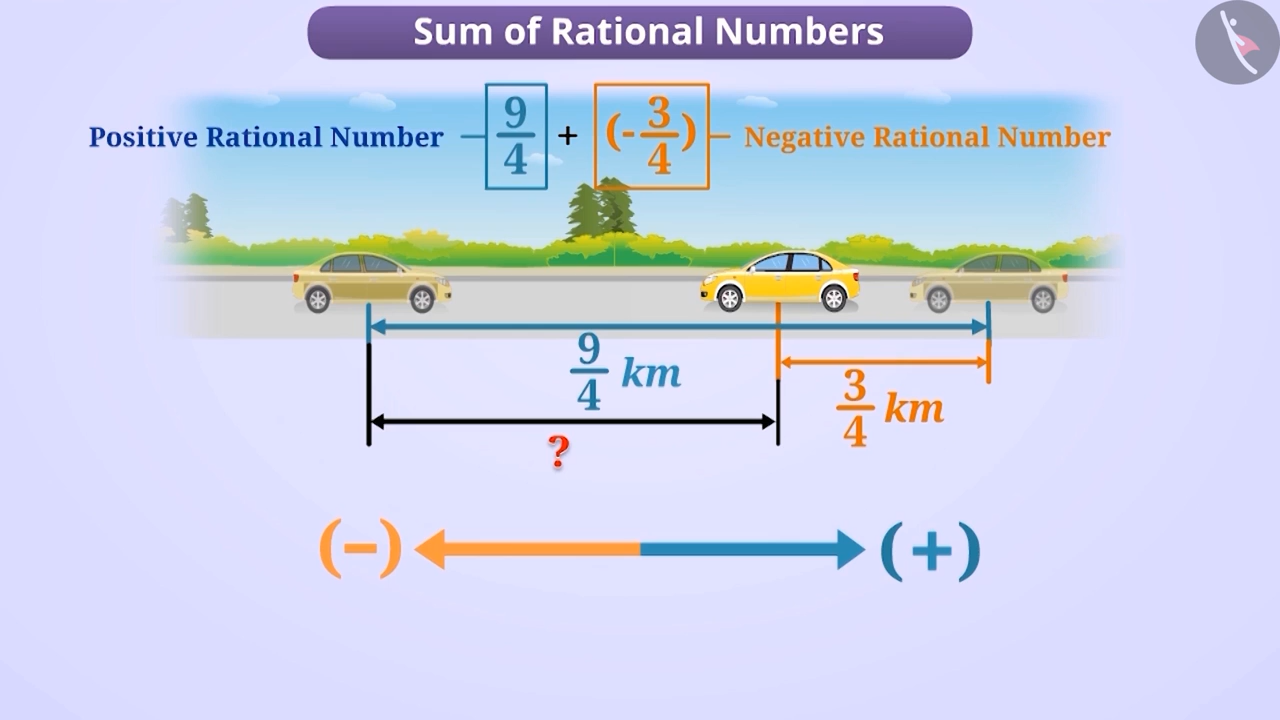 Sum of Rational Numbers
Positive Rational Number 9/4 + (-3/4) Negative Rational Number
9/4 km
3/4 km
?
(-) (+)